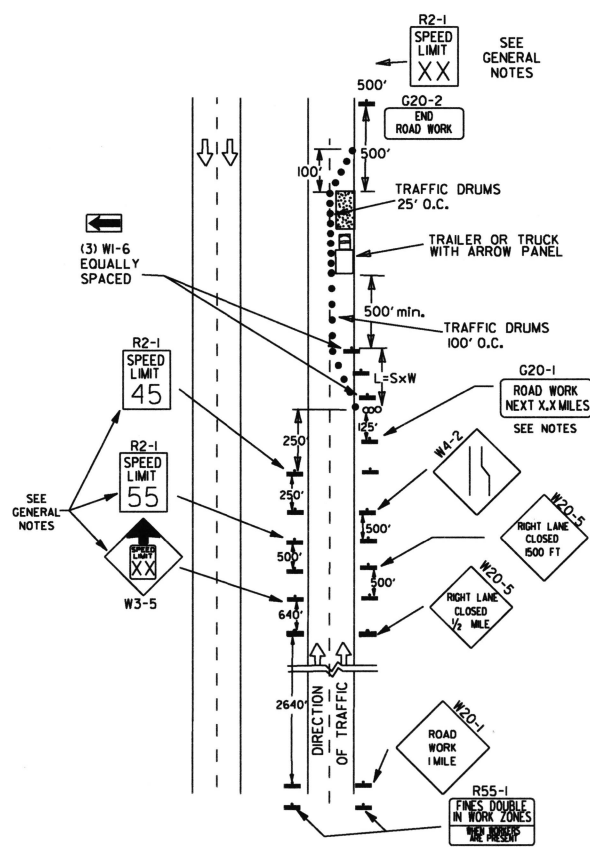 R2-1
SPEED
LIMIT
XX
SEE
GENERAL
NOTES
500'
G20-2
END
ROAD WORK
100'
500'
TRAFFIC DRUMS
25' O.C.
TRAILER OR TRUCK
WITH ARROW PANEL
(3) W1-6
EQUALLY
SPACED
500' min.
TRAFFIC DRUMS
100' O.C.
R2-1
SPEED
LIMIT
45
L=SxW
G20-1
ROAD WORK
NEXT X.X MILES
SEE NOTES
125'
250'
W4-2
R2-1
SPEED
LIMIT
55
250'
SEE
GENERAL
NOTES
500'
500'
W20-5
RIGHT LANE
CLOSED
1500 FT
SPEED
LIMIT
XX
W3-5
500'
640'
W20-5
RIGHT LANE
CLOSED
1/2 MILE
2640'
DIRECTION
OF TRAFFIC
W20-1
ROAD
WORK
1 MILE
R55-1
FINES DOUBLE
IN WORK ZONES
WHEN WORKERS
ARE PRESENT